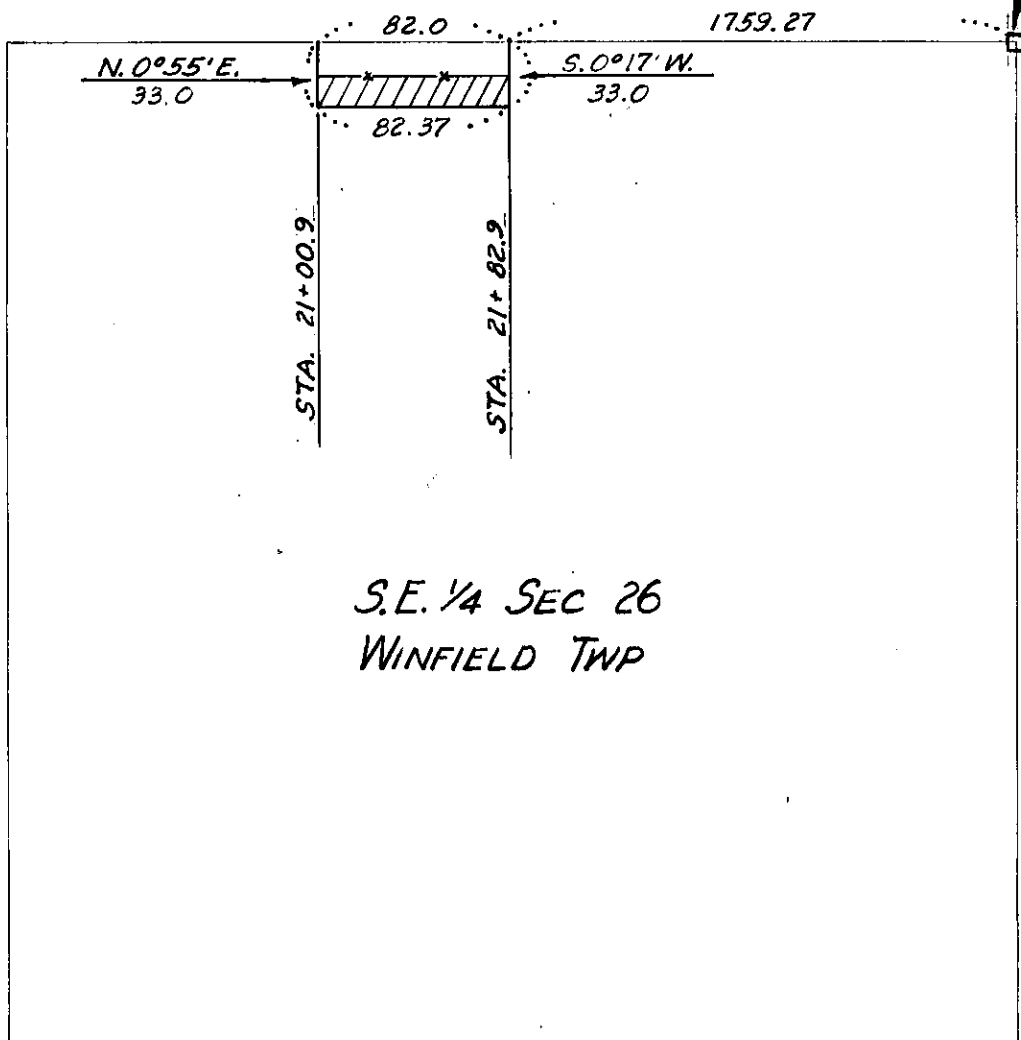 82.0
1759.27
N. 0°55' E.
33.0
S. 0°17' W.
33.0
82.37
STA. 21+00.9
STA. 21+82.9
S.E. 1/4 SEC 26
WINFIELD TWP